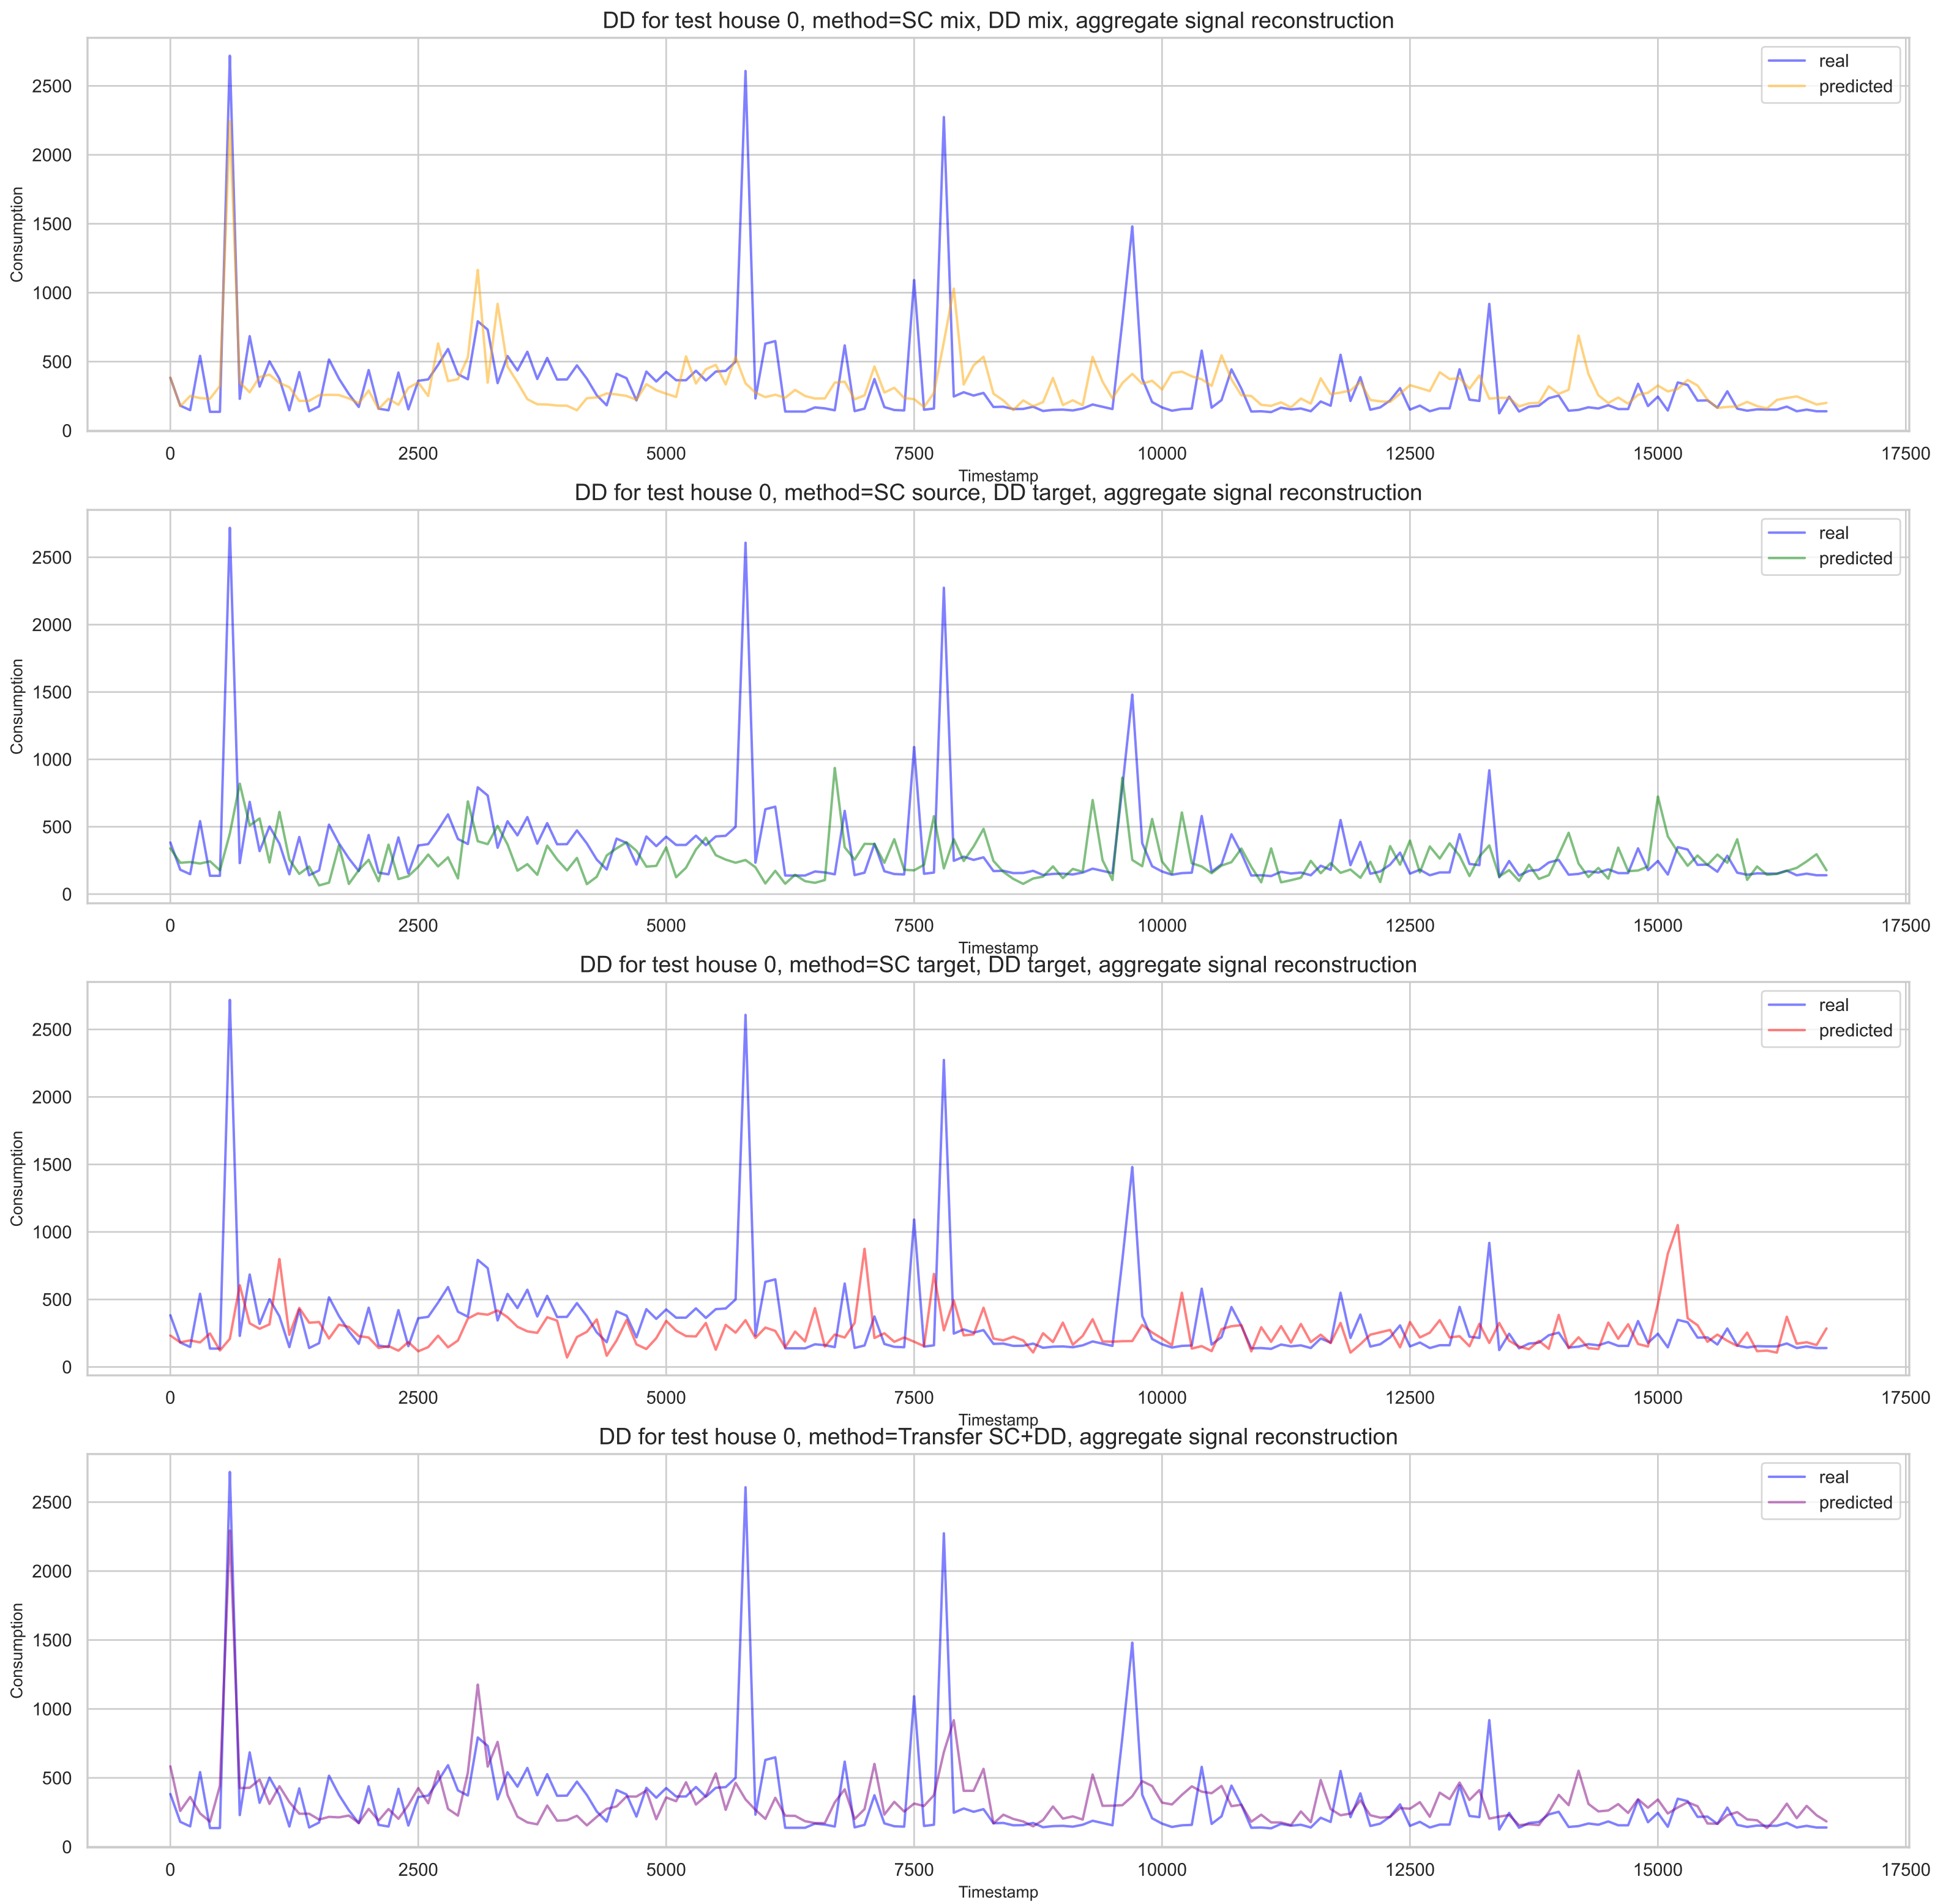 DD for test house 0, method=SC mix, DD mix, aggregate signal reconstruction
real
predicted
Consumption
2500
2000
1500
1000
500
0
0 2500 5000 7500 10000 12500 15000 17500
Timestamp
DD for test house 0, method=SC source, DD target, aggregate signal reconstruction
real
predicted
Consumption
2500
2000
1500
1000
500
0
0 2500 5000 7500 10000 12500 15000 17500
Timestamp
DD for test house 0, method=SC target, DD target, aggregate signal reconstruction
real
predicted
Consumption
2500
2000
1500
1000
500
0
0 2500 5000 7500 10000 12500 15000 17500
Timestamp
DD for test house 0, method=Transfer SC+DD, aggregate signal reconstruction
real
predicted
Consumption
2500
2000
1500
1000
500
0
0 2500 5000 7500 10000 12500 15000 17500
Timestamp